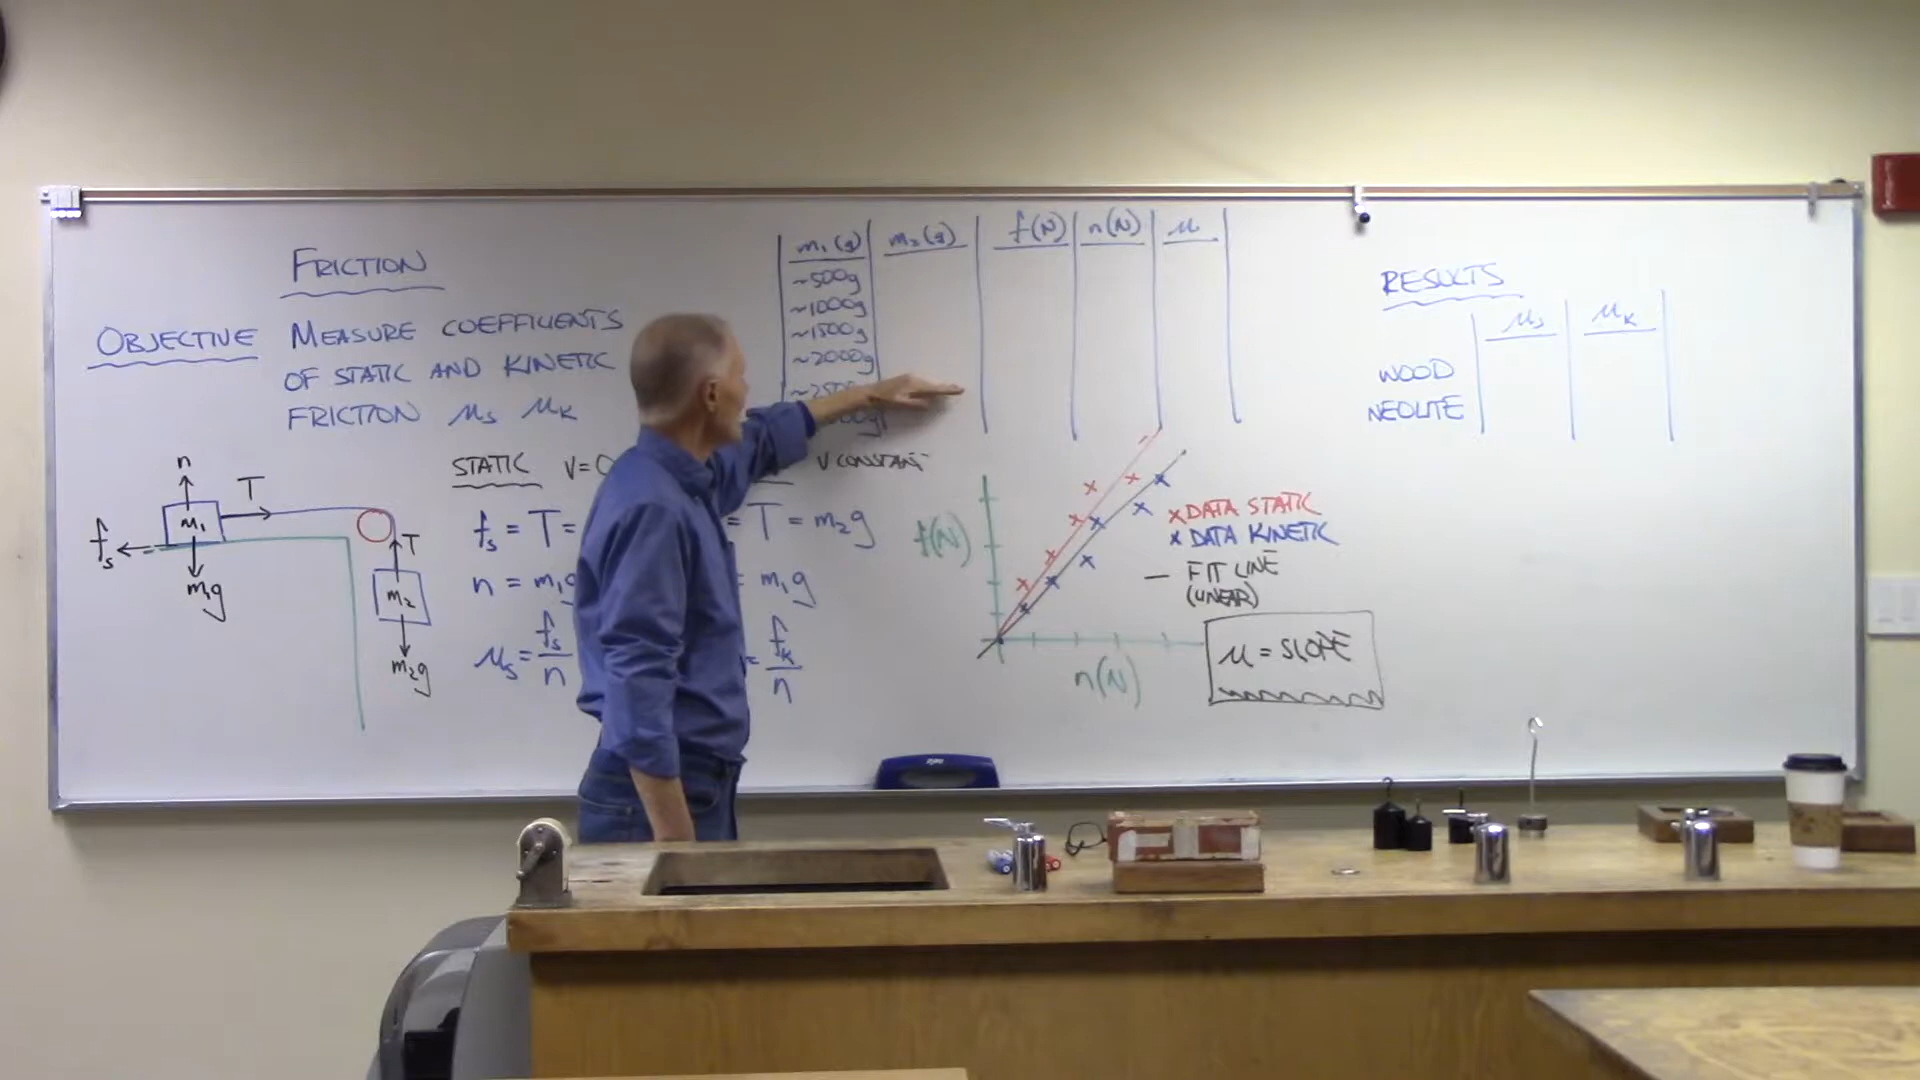 FRICTION
OBJECTIVE MEASURE COEFFICIENTS
OF STATIC AND KINETIC
FRICTION μs μk
n
T
m₁
fs
m₁g
T
m₂
m₂g
STATIC V=0
fs = T =
n = m₁g
μs = fs/n
V CONSTANT
= T = m₂g
= m₁g
= fk/n
m₁(g) m₂(g) f(N) n(N) μ
~500g
~1000g
~1500g
~2000g
f(N)
n(N)
x DATA STATIC
x DATA KINETIC
— FIT LINE
(LINEAR)
μ = SLOPE
RESULTS
μs μk
WOOD
NEOLITE